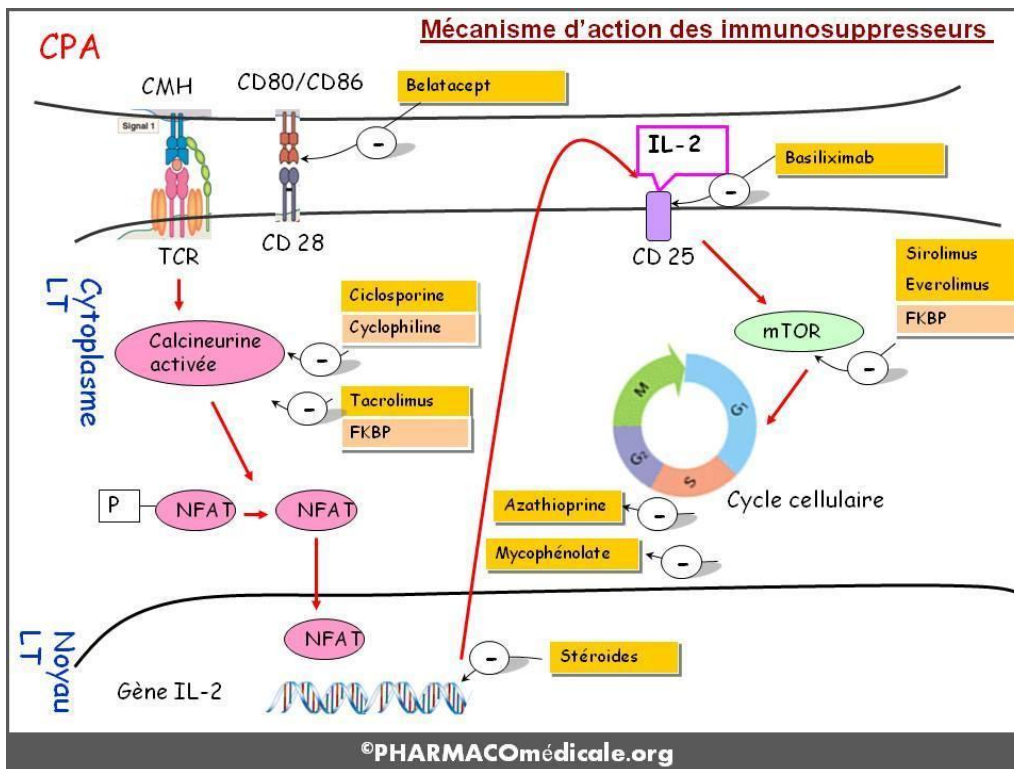 Mécanisme d'action des immunosuppresseurs
CPA
CMH
CD80/CD86
Belatacept
Signal 1
-
IL-2
Basiliximab
-
-
TCR
CD 28
CD 25
Cytoplasme
LT
Sirolimus
Everolimus
FKBP
Ciclosporine
Cyclophiline
-
mTOR
-
Calcineurine
activée
Tacrolimus
FKBP
-
M
G1
G2
S
Cycle cellulaire
P
NFAT
NFAT
Azathioprine
-
Mycophénolate
-
NFAT
Noyau
LT
Stéroides
-
Gène IL-2
©PHARMACOmédicale.org